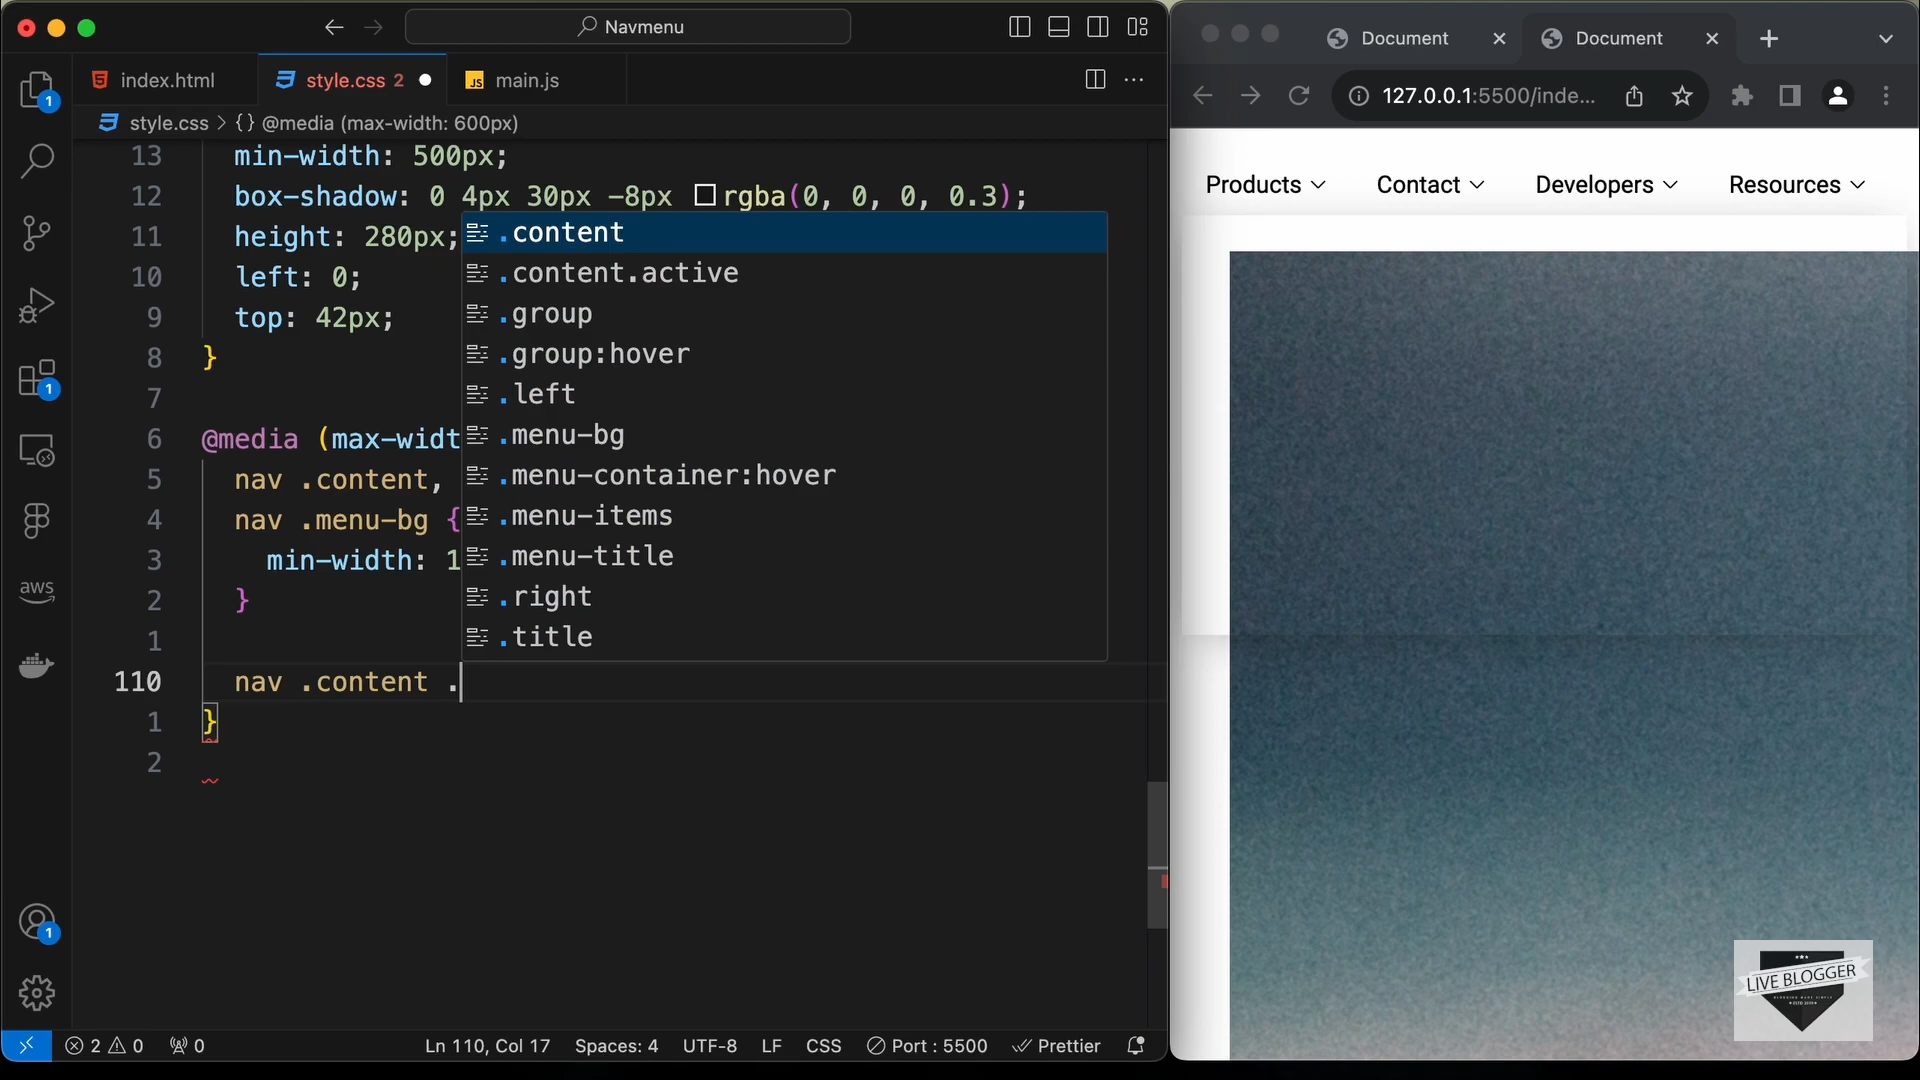 Navmenu
index.html
style.css 2
JS main.js
style.css > {} @media (max-width: 600px)
13 min-width: 500px;
12 box-shadow: 0 4px 30px -8px rgba(0, 0, 0, 0.3);
11 height: 280px;
10 left: 0;
9 top: 42px;
8 }
7
6 @media (max-widt
5 nav .content,
4 nav .menu-bg {
3 min-width: 1
2 }
1
110 nav .content .
1 }
2
.content
.content.active
.group
.group:hover
.left
.menu-bg
.menu-container:hover
.menu-items
.menu-title
.right
.title
1
1
aws
1
2 0 0
Ln 110, Col 17 Spaces: 4 UTF-8 LF CSS Port : 5500 Prettier
Document
Document
127.0.0.1:5500/inde...
Products Contact Developers Resources
LIVE BLOGGER